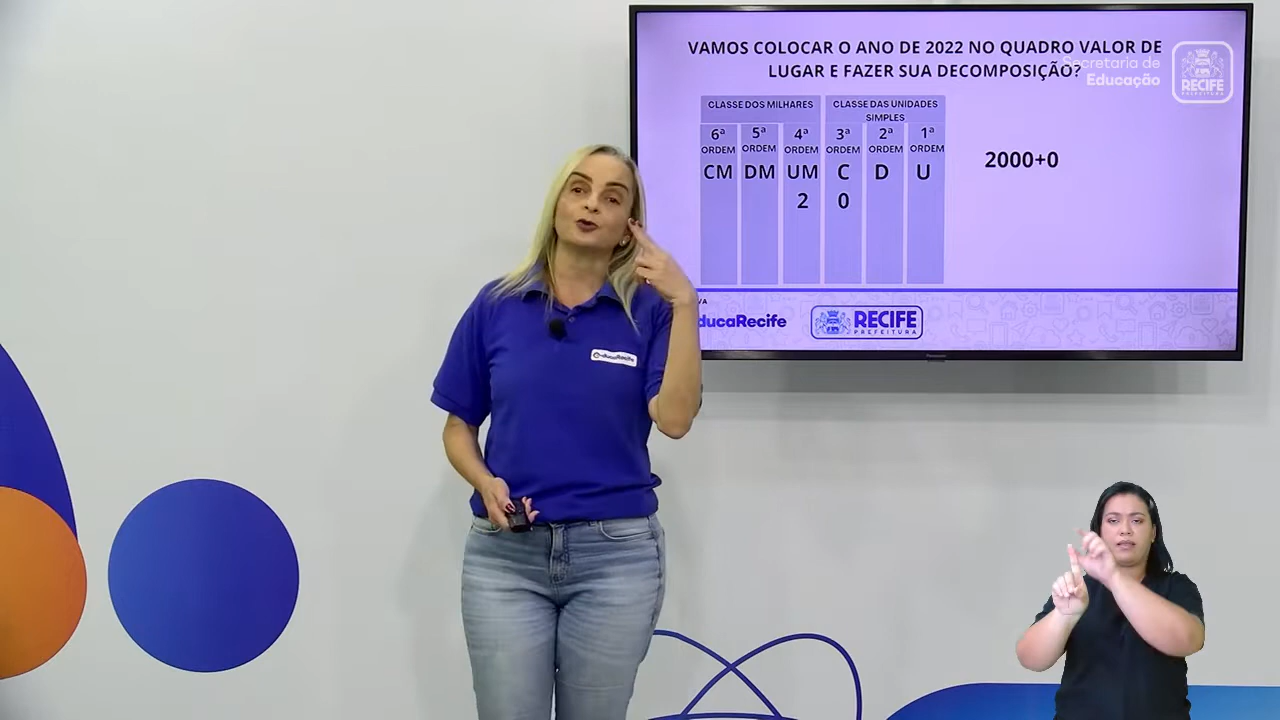 VAMOS COLOCAR O ANO DE 2022 NO QUADRO VALOR DE
LUGAR E FAZER SUA DECOMPOSIÇÃO?
Secretaria de
Educação
RECIFE
PREFEITURA
CLASSE DOS MILHARES
CLASSE DAS UNIDADES
SIMPLES
6ª 5ª 4ª 3ª 2ª 1ª
ORDEM ORDEM ORDEM ORDEM ORDEM ORDEM
CM DM UM C D U
2 0
2000+0
ducaRecife
RECIFE
PREFEITURA
EducaRecife